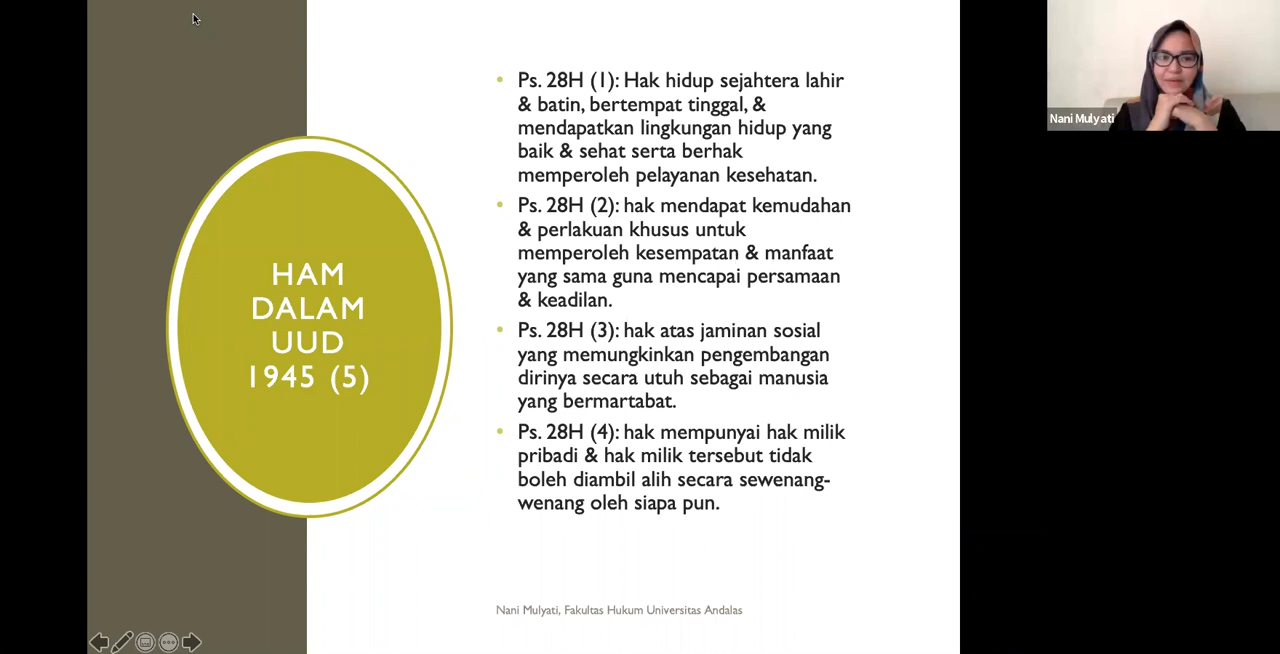 HAM
DALAM
UUD
1945 (5)
• Ps. 28H (1): Hak hidup sejahtera lahir
& batin, bertempat tinggal, &
mendapatkan lingkungan hidup yang
baik & sehat serta berhak
memperoleh pelayanan kesehatan.
• Ps. 28H (2): hak mendapat kemudahan
& perlakuan khusus untuk
memperoleh kesempatan & manfaat
yang sama guna mencapai persamaan
& keadilan.
• Ps. 28H (3): hak atas jaminan sosial
yang memungkinkan pengembangan
dirinya secara utuh sebagai manusia
yang bermartabat.
• Ps. 28H (4): hak mempunyai hak milik
pribadi & hak milik tersebut tidak
boleh diambil alih secara sewenang-
wenang oleh siapa pun.
Nani Mulyati, Fakultas Hukum Universitas Andalas
Nani Mulyati